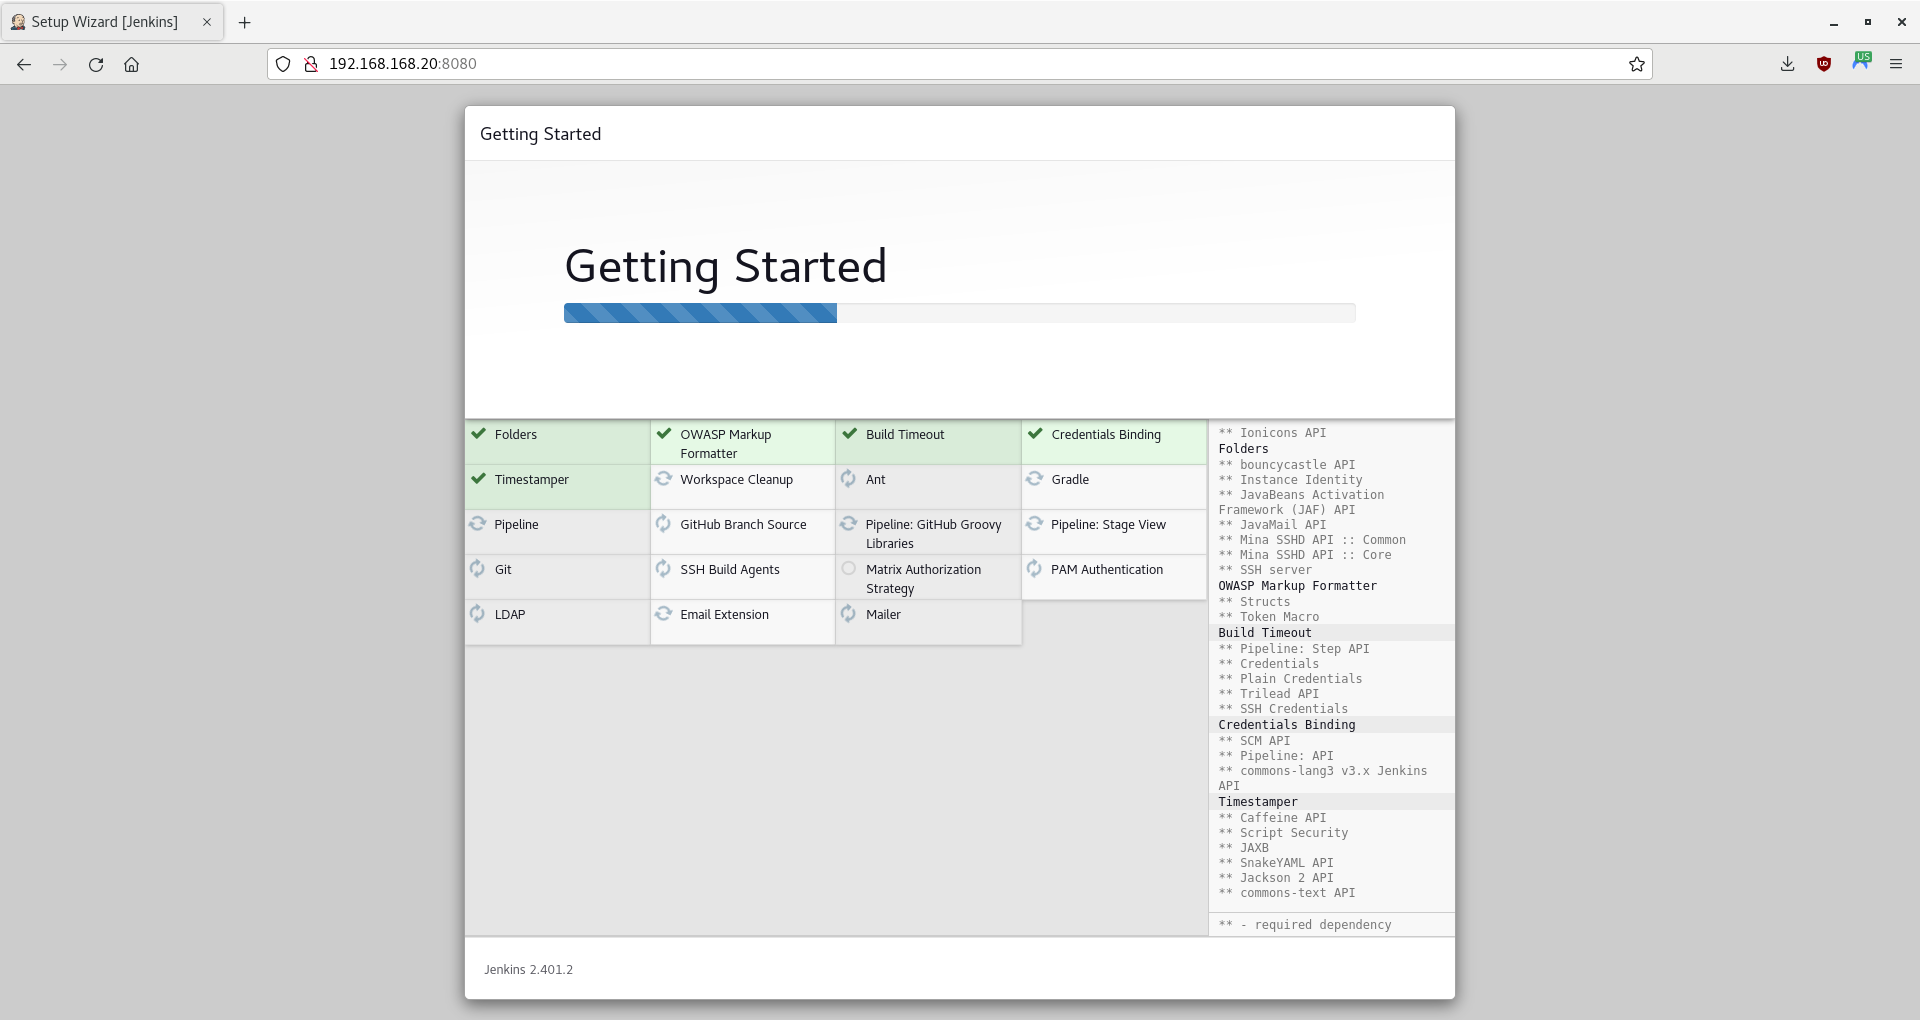 Setup Wizard [Jenkins]
192.168.168.20:8080
US
Getting Started
Getting Started
Folders
OWASP Markup
Formatter
Build Timeout
Credentials Binding
Timestamper
Workspace Cleanup
Ant
Gradle
Pipeline
GitHub Branch Source
Pipeline: GitHub Groovy
Libraries
Pipeline: Stage View
Git
SSH Build Agents
Matrix Authorization
Strategy
PAM Authentication
LDAP
Email Extension
Mailer
** Ionicons API
Folders
** bouncycastle API
** Instance Identity
** JavaBeans Activation
Framework (JAF) API
** JavaMail API
** Mina SSHD API :: Common
** Mina SSHD API :: Core
** SSH server
OWASP Markup Formatter
** Structs
** Token Macro
Build Timeout
** Pipeline: Step API
** Credentials
** Plain Credentials
** Trilead API
** SSH Credentials
Credentials Binding
** SCM API
** Pipeline: API
** commons-lang3 v3.x Jenkins
API
Timestamper
** Caffeine API
** Script Security
** JAXB
** SnakeYAML API
** Jackson 2 API
** commons-text API
** - required dependency
Jenkins 2.401.2